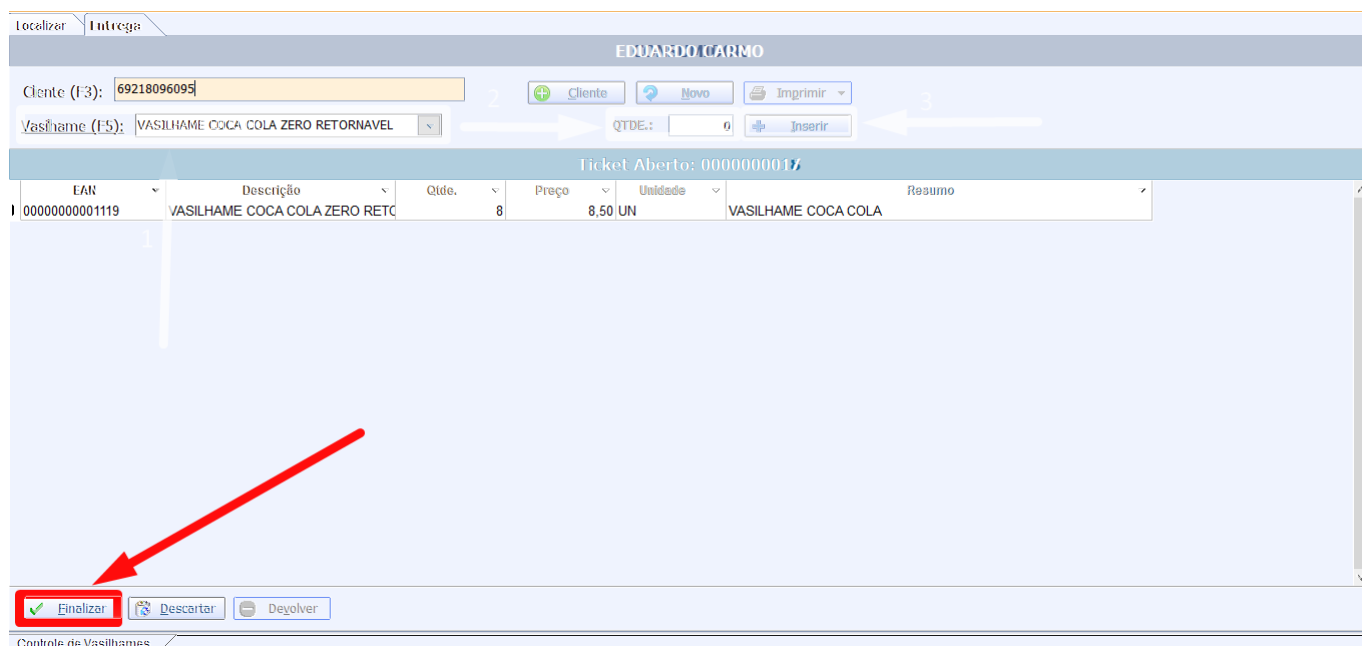 Localizar Entrega
EDUARDO CARMO
Cliente (F3): 69218096095 2 Cliente Novo Imprimir 3
Vasilhame (F5): VASILHAME COCA COLA ZERO RETORNAVEL QTDE.: 0 Inserir
Ticket Aberto:
EAN Descrição Qtde. Preço Unidade Resumo
00000000001119 VASILHAME COCA COLA ZERO RETC 8 8,50 UN VASILHAME COCA COLA
1
Finalizar Descartar Devolver
Controle de Vasilhames